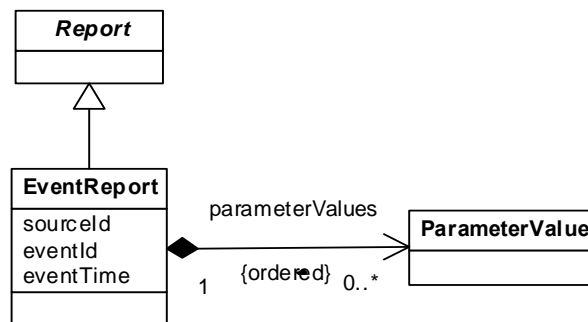 Report
EventReport
sourceId
eventId
eventTime
parameterValues
{ordered}
1
0..*
ParameterValue